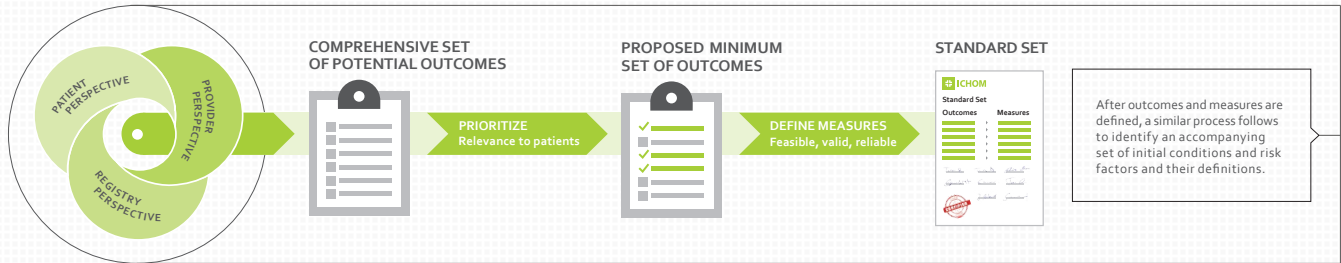 PATIENT
PERSPECTIVE
PROVIDER
PERSPECTIVE
REGISTRY
PERSPECTIVE
COMPREHENSIVE SET
OF POTENTIAL OUTCOMES
PRIORITIZE
Relevance to patients
PROPOSED MINIMUM
SET OF OUTCOMES
DEFINE MEASURES
Feasible, valid, reliable
STANDARD SET
ICHOM
Standard Set
Outcomes Measures
After outcomes and measures are
defined, a similar process follows
to identify an accompanying
set of initial conditions and risk
factors and their definitions.